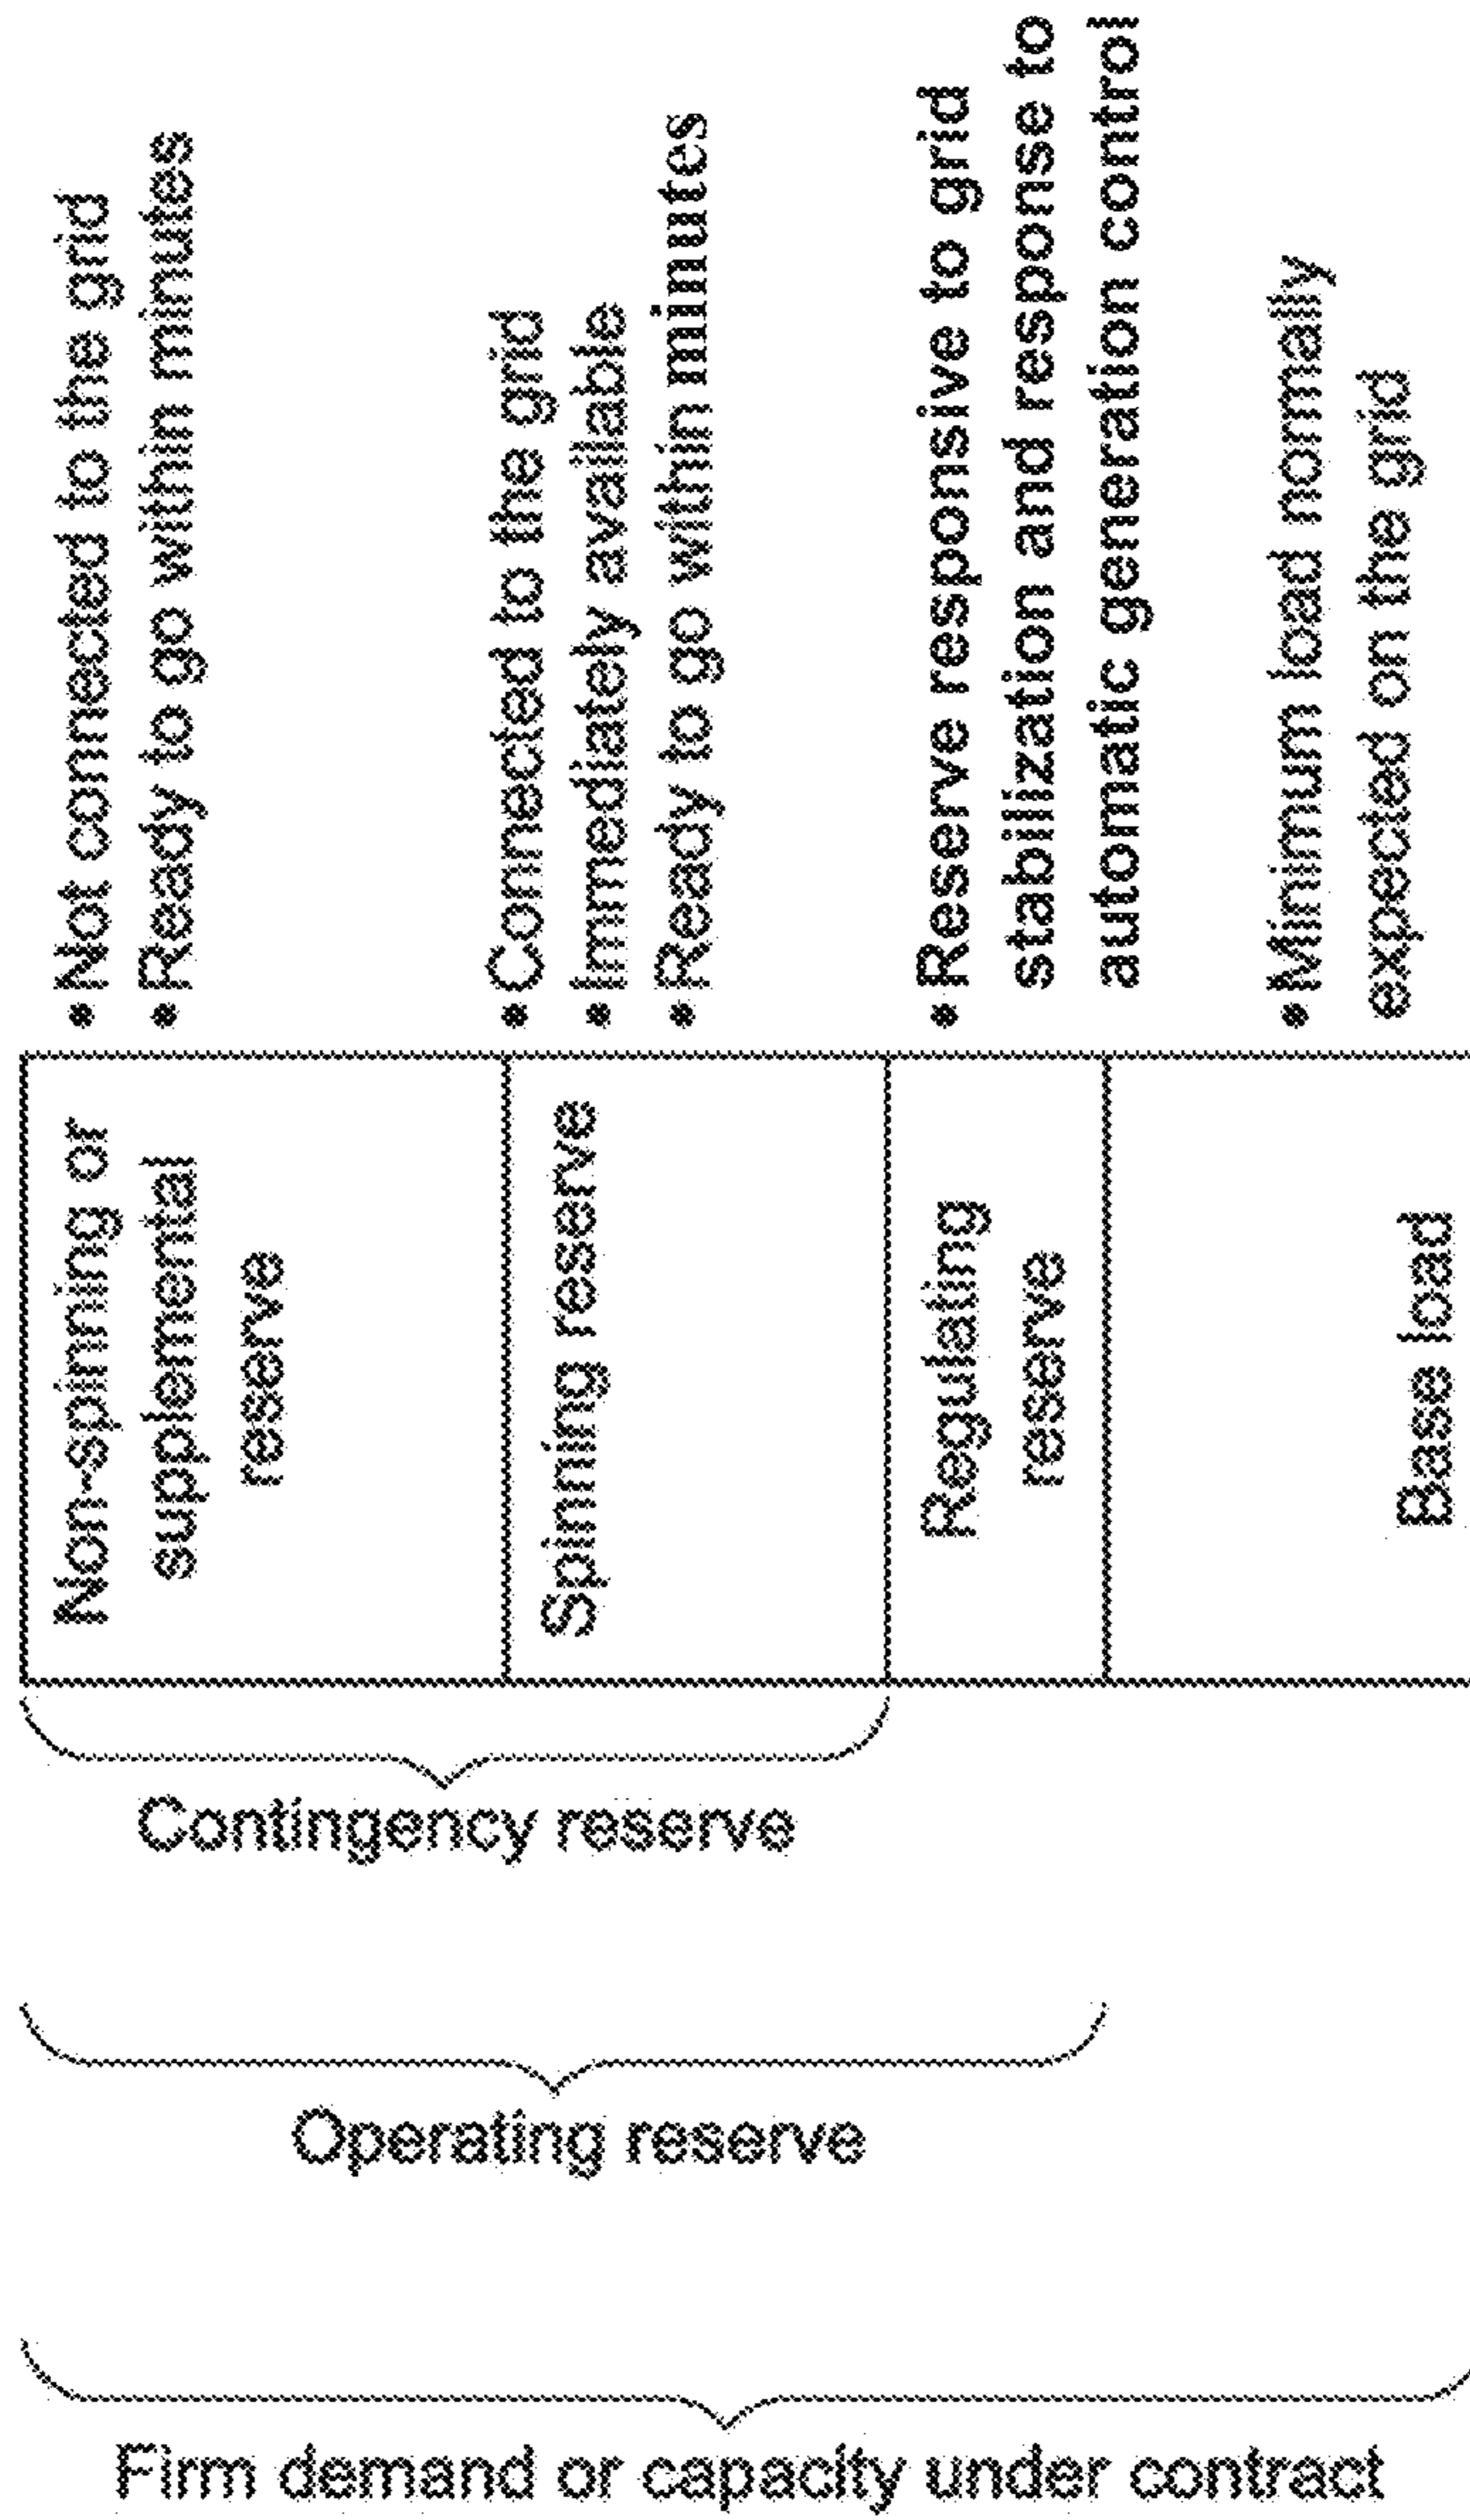 Non-spinning or
supplemental
reserve
• Not connected to the grid
• Ready to go within minutes
Spinning reserve
• Connected to the grid
• Immediately available
• Ready to go within minutes
Regulating
reserve
• Reserve responsive to grid
stabilization and response to
automatic generation control
Base load
• Minimum load normally
expected on the grid
Contingency reserve
Operating reserve
Firm demand or capacity under contract